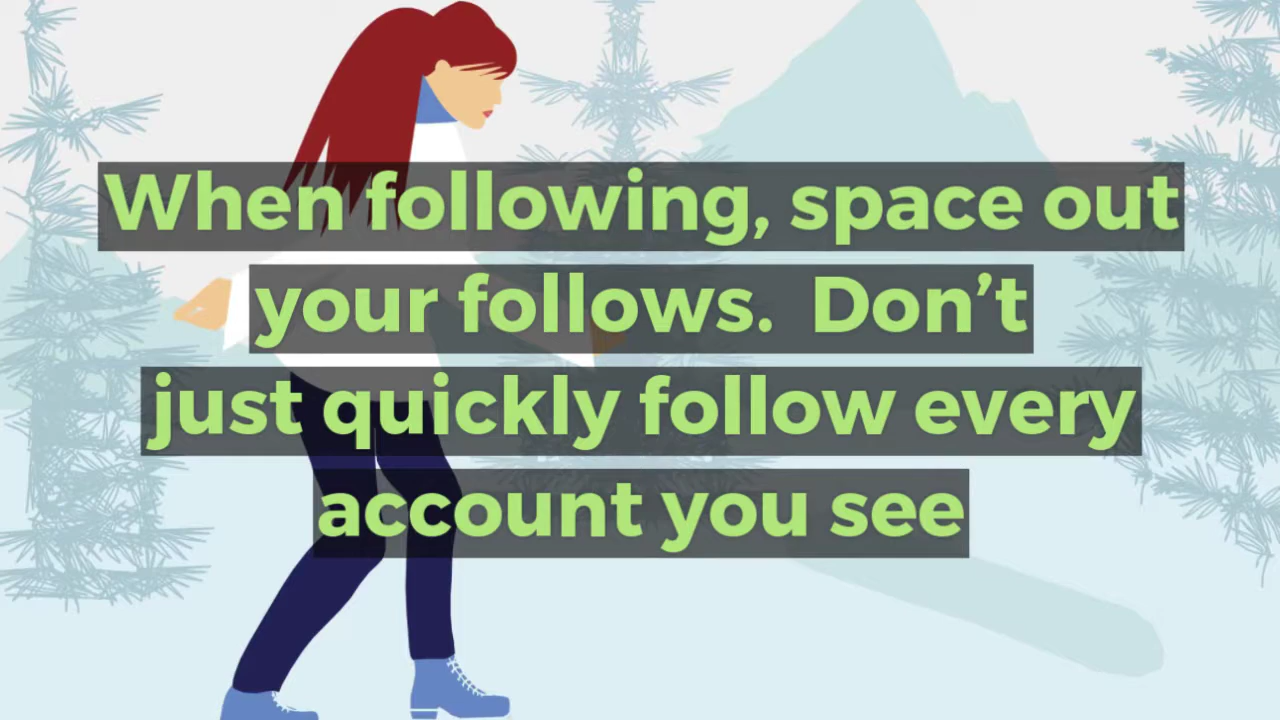 When following, space out
your follows.  Don’t
just quickly follow every
account you see